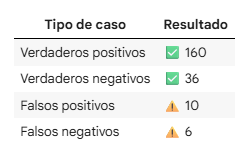 Tipo de caso Resultado
Verdaderos positivos ✅ 160
Verdaderos negativos ✅ 36
Falsos positivos ⚠️ 10
Falsos negativos ⚠️ 6